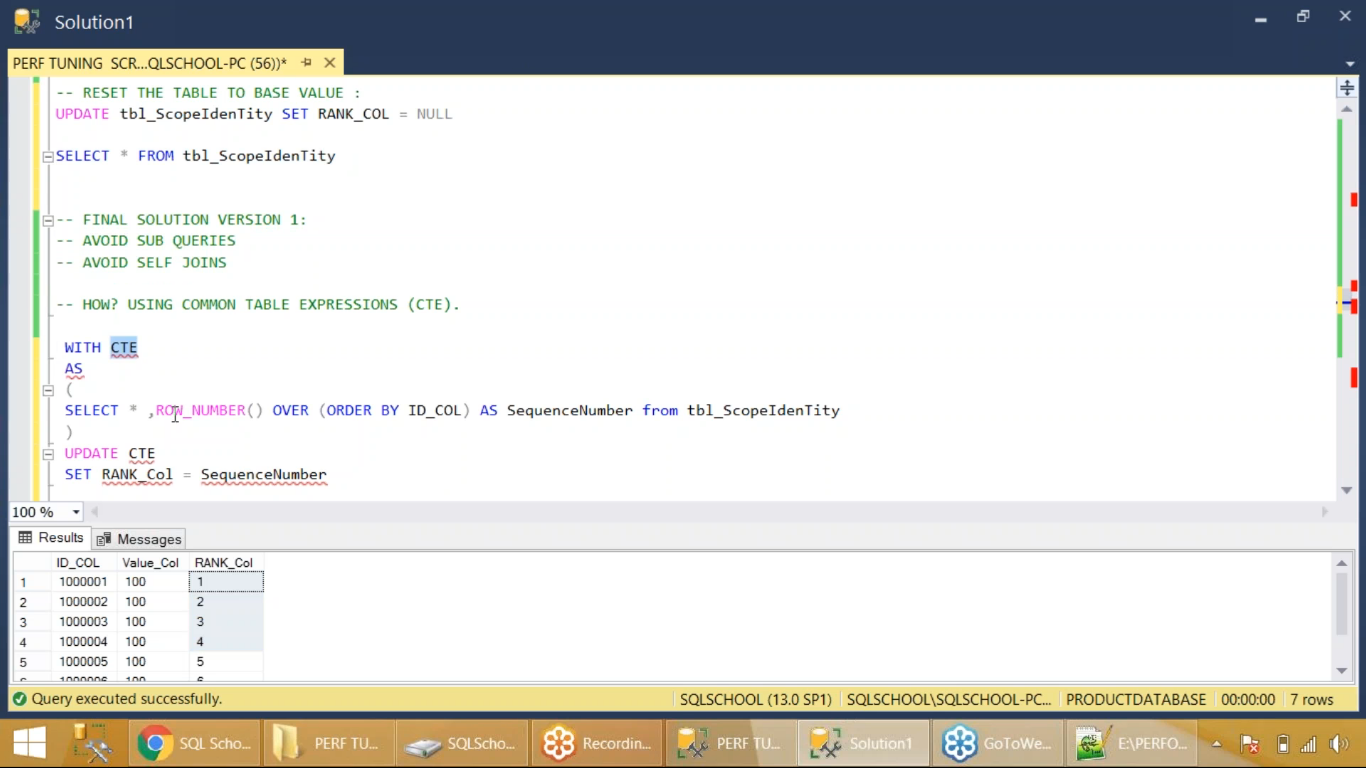 Solution1
PERF TUNING SCR...QLSCHOOL-PC (56))*
-- RESET THE TABLE TO BASE VALUE :
UPDATE tbl_ScopeIdenTity SET RANK_COL = NULL
SELECT * FROM tbl_ScopeIdenTity
-- FINAL SOLUTION VERSION 1:
-- AVOID SUB QUERIES
-- AVOID SELF JOINS
-- HOW? USING COMMON TABLE EXPRESSIONS (CTE).
WITH CTE
AS
(
SELECT * ,ROW_NUMBER() OVER (ORDER BY ID_COL) AS SequenceNumber from tbl_ScopeIdenTity
)
UPDATE CTE
SET RANK_Col = SequenceNumber
100 %
Results Messages
ID_COL Value_Col RANK_Col
1 1000001 100 1
2 1000002 100 2
3 1000003 100 3
4 1000004 100 4
5 1000005 100 5
1000006 100 6
Query executed successfully. SQLSCHOOL (13.0 SP1) SQLSCHOOL\SQLSCHOOL-PC... PRODUCTDATABASE 00:00:00 7 rows
SQL Scho... PERF TU... SQLScho... Recordin... PERF TU... Solution1 GoToWe... E:\PERFO...